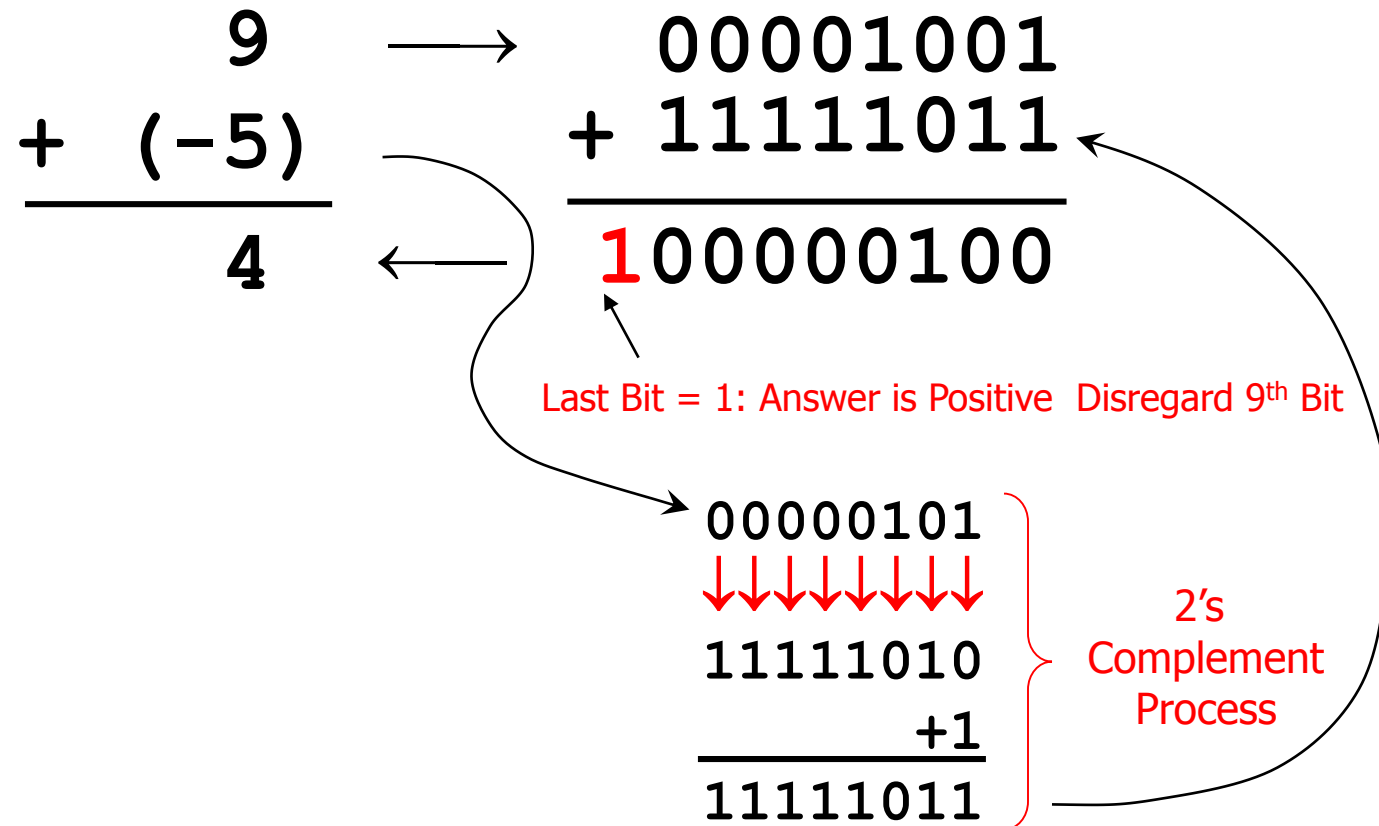 9 → 00001001
+ (-5) + 11111011
4 ← 100000100
Last Bit = 1: Answer is Positive Disregard 9th Bit
00000101
↓↓↓↓↓↓↓↓
11111010
+1
11111011
2’s
Complement
Process